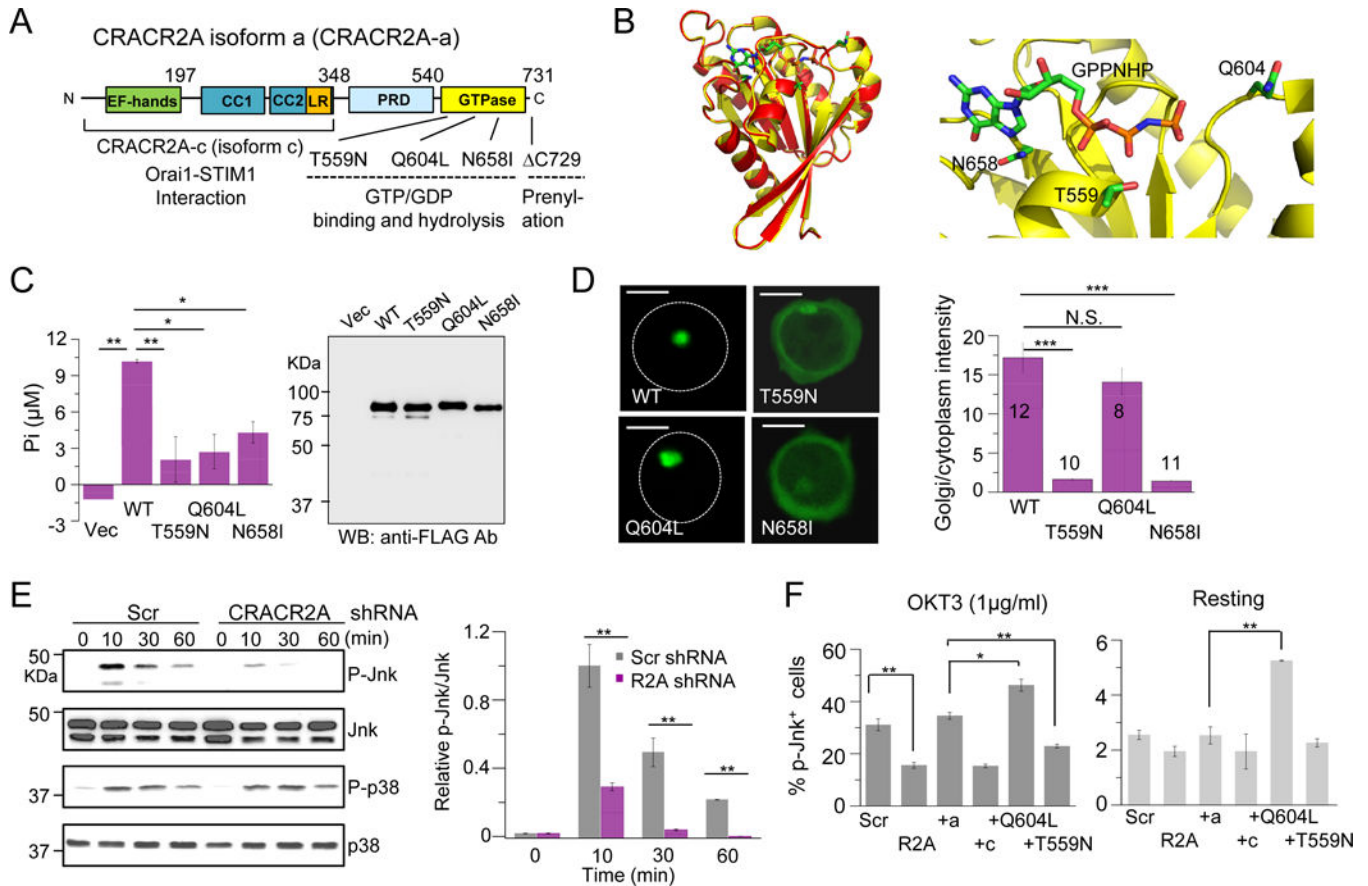 A
CRACR2A isoform a (CRACR2A-a)
197 348 540 731
N EF-hands CC1 CC2 LR PRD GTPase C
CRACR2A-c (isoform c)
Orai1-STIM1
Interaction
T559N Q604L N658I ΔC729
GTP/GDP
binding and hydrolysis
Prenyl-
ation
B
GPPNHP
Q604
N658
T559
C
** ** * *
Pi (µM)
12
9
6
3
0
-3
WT Q604L
Vec T559N N658I
Vec WT T559N Q604L N658I
KDa
100
75
50
37
WB: anti-FLAG Ab
D
WT
T559N
Q604L
N658I
***
N.S.
***
Golgi/cytoplasm intensity
20
15
10
5
0
12 10 8 11
WT Q604L
T559N N658I
E
Scr CRACR2A shRNA
0 10 30 60 0 10 30 60 (min)
50
KDa
P-Jnk
50
Jnk
37
P-p38
37
p38
Relative p-Jnk/Jnk
1.2
0.8
0.4
0
**
**
**
Scr shRNA
R2A shRNA
0 10 30 60
Time (min)
F
OKT3 (1µg/ml)
% p-Jnk+ cells
60
40
20
0
**
*
**
Scr +a +Q604L
R2A +c +T559N
Resting
6
4
2
0
**
Scr +a +Q604L
R2A +c +T559N